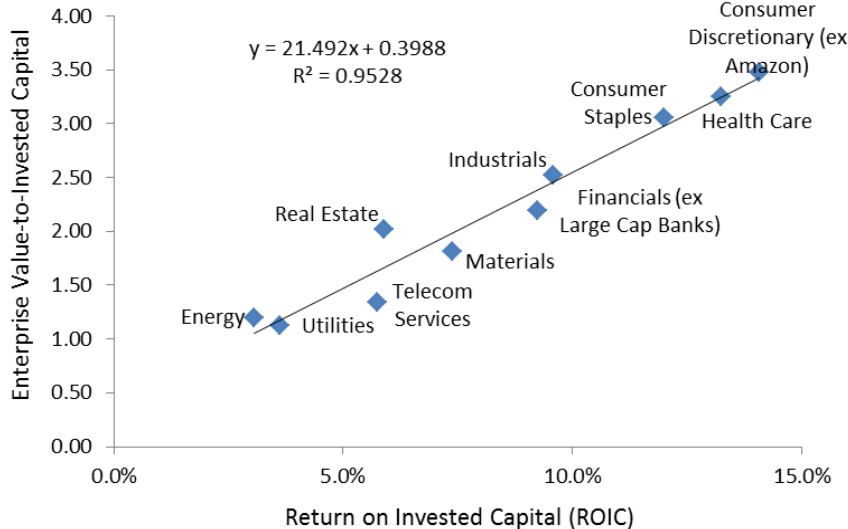 Enterprise Value-to-Invested Capital
4.00
3.50
3.00
2.50
2.00
1.50
1.00
0.50
0.00
y = 21.492x + 0.3988
R² = 0.9528
Consumer
Discretionary (ex
Amazon)
Consumer
Staples
Health Care
Industrials
Financials (ex
Large Cap Banks)
Real Estate
Materials
Telecom
Services
Energy
Utilities
0.0%
5.0%
10.0%
15.0%
Return on Invested Capital (ROIC)